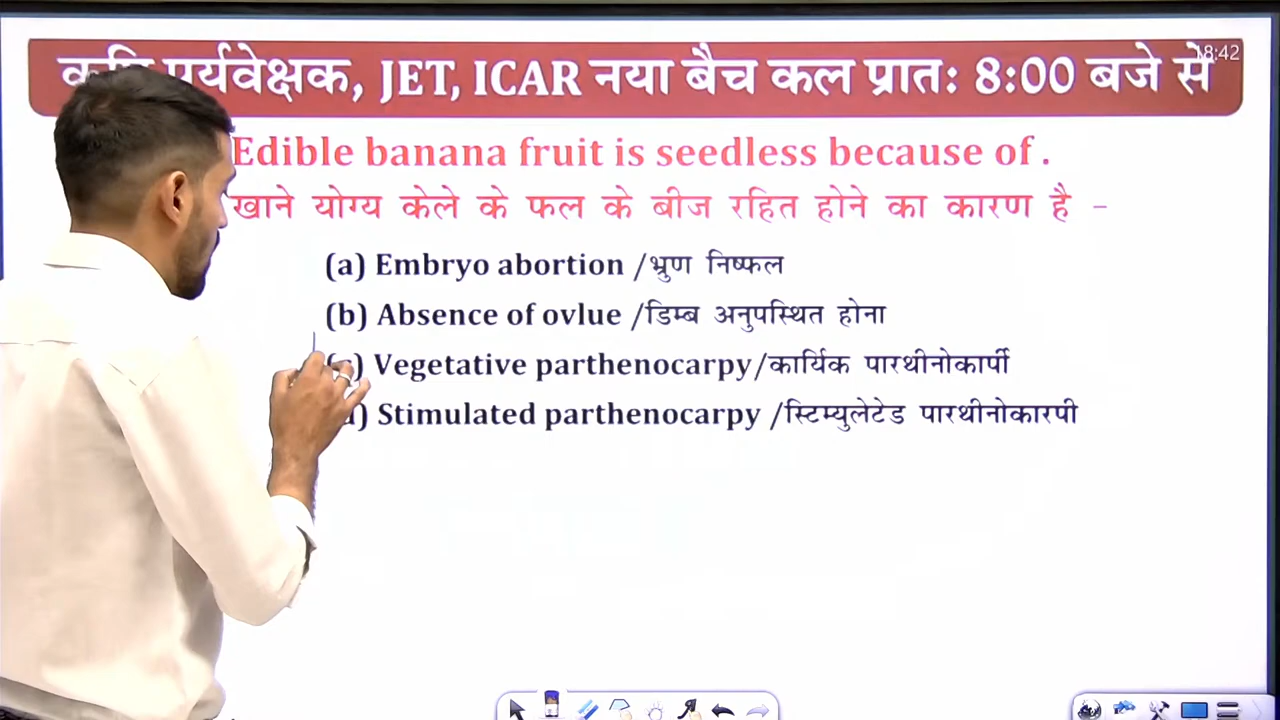 पर्यवेक्षक, JET, ICAR नया बैच कल प्रात: 8:00 बजे से
18:42
Edible banana fruit is seedless because of .
खाने योग्य केले के फल के बीज रहित होने का कारण है –
(a) Embryo abortion /भ्रुण निष्फल
(b) Absence of ovlue /डिम्ब अनुपस्थित होना
Vegetative parthenocarpy/कार्यिक पारथीनोकार्पी
Stimulated parthenocarpy /स्टिम्युलेटेड पारथीनोकारपी